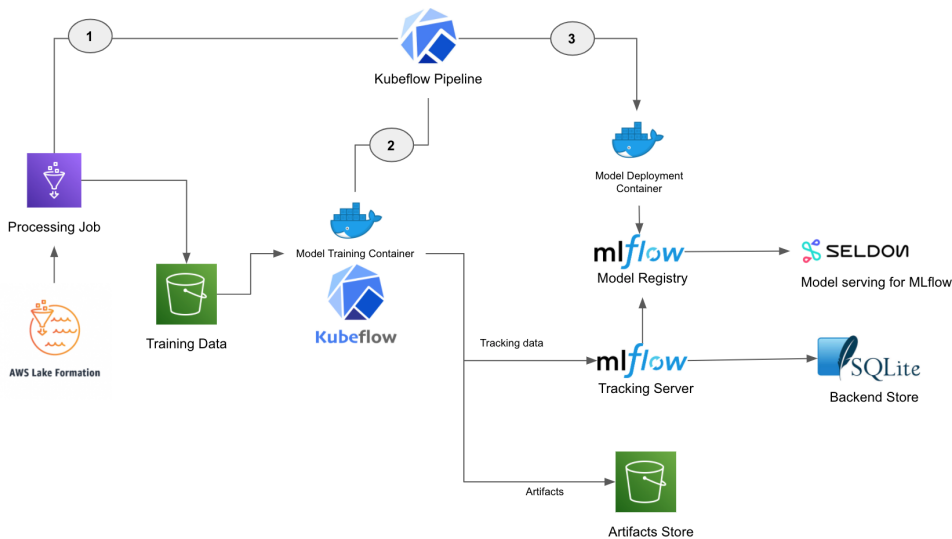 1
3
Kubeflow Pipeline
2
Model Deployment
Container
Processing Job
Model Training Container
mlflow
Model Registry
SELDON
Model serving for MLflow
Kubeflow
Training Data
AWS Lake Formation
Tracking data
mlflow
Tracking Server
SQLite
Backend Store
Artifacts
Artifacts Store